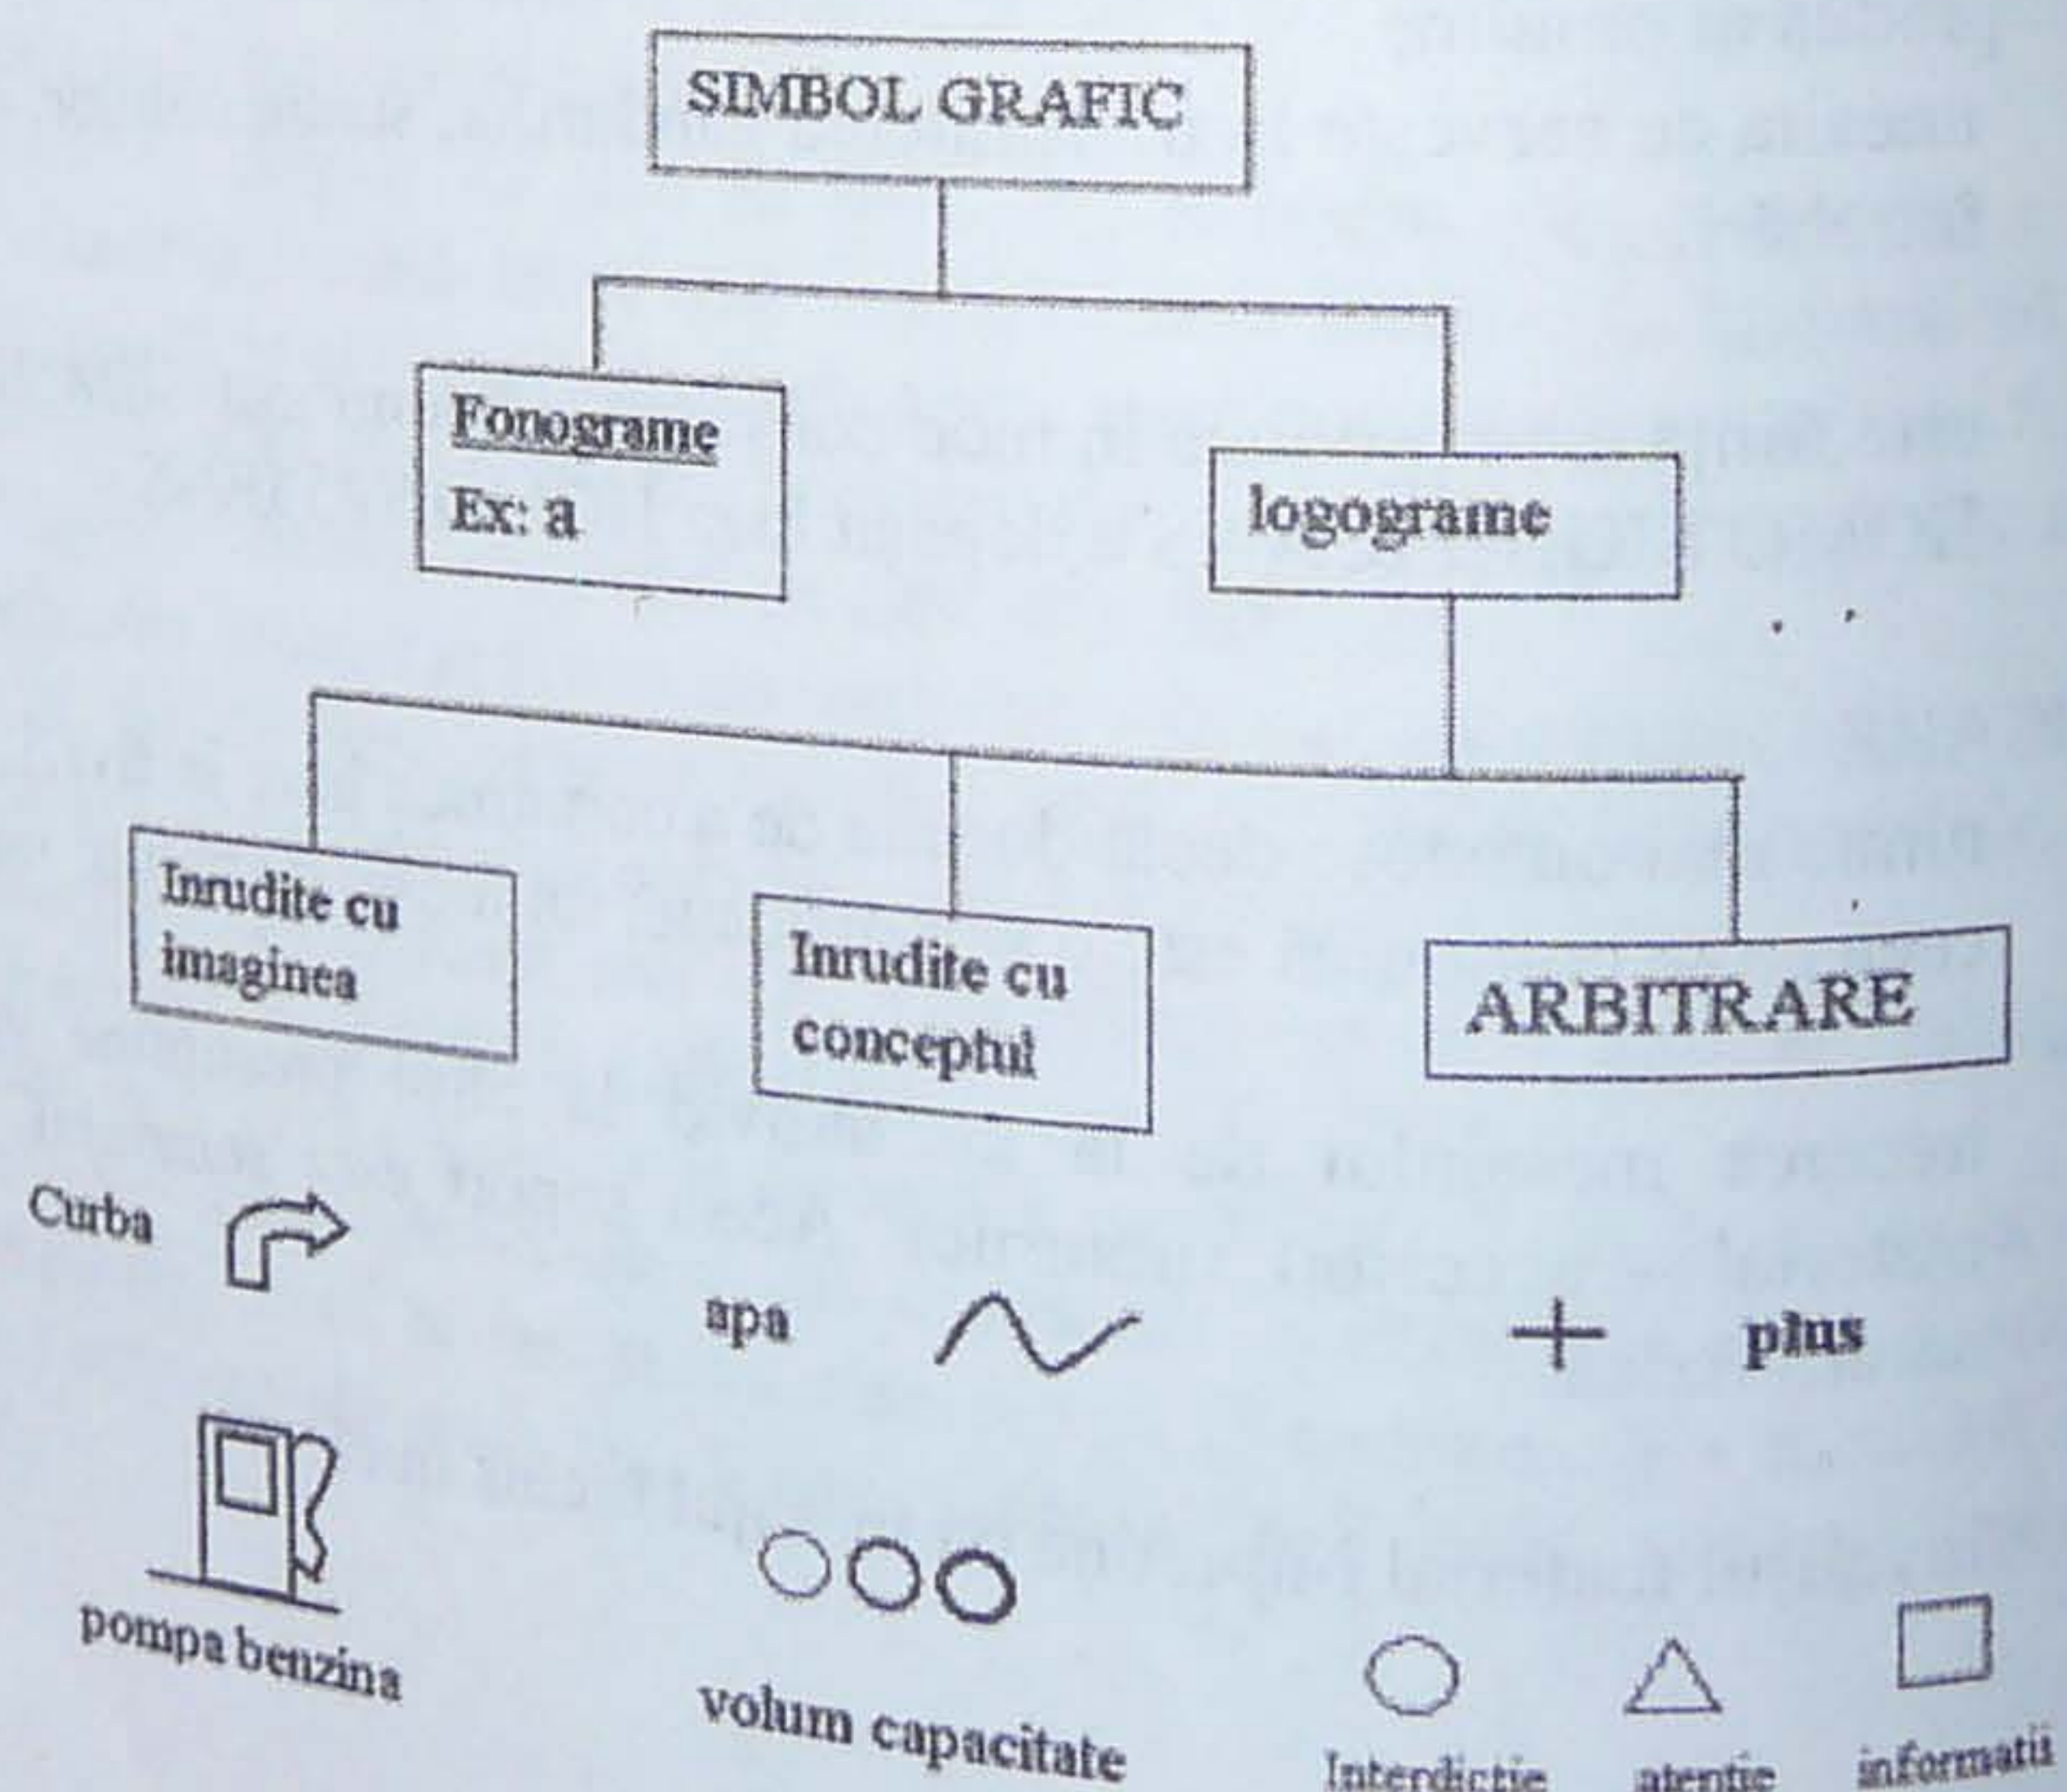 SIMBOL GRAFIC
Fonograme
Ex: a
logograme
Inrudite cu
imaginea
Inrudite cu
conceptul
ARBITRARE
Curba
apa
+ plus
pompa benzina
volum capacitate
Interdictie
atentie
informatii